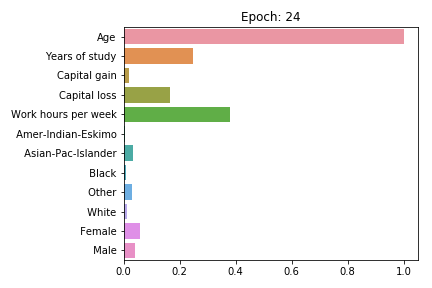 Epoch: 24
Age
Years of study
Capital gain
Capital loss
Work hours per week
Amer-Indian-Eskimo
Asian-Pac-Islander
Black
Other
White
Female
Male
0.0 0.2 0.4 0.6 0.8 1.0